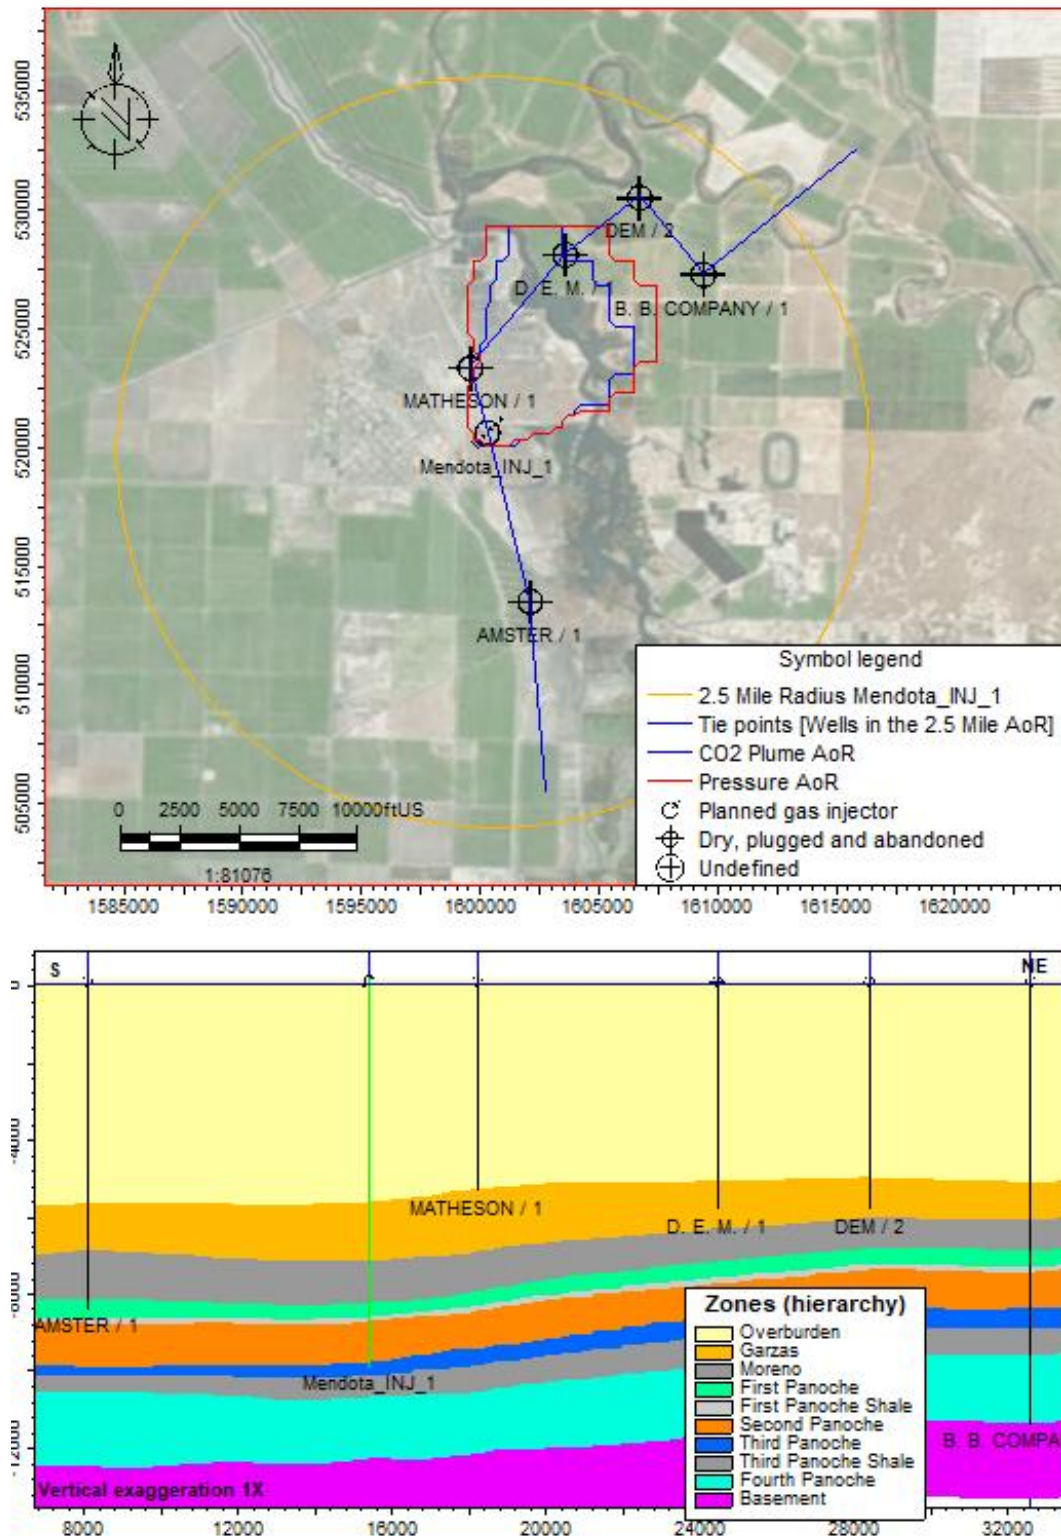 535000
530000
525000
520000
515000
510000
505000
DEM / 2
D. E. M. / 1
B. B. COMPANY / 1
MATHESON / 1
Mendota_INJ_1
AMSTER / 1
Symbol legend
2.5 Mile Radius Mendota_INJ_1
Tie points [Wells in the 2.5 Mile AoR]
CO2 Plume AoR
Pressure AoR
Planned gas injector
Dry, plugged and abandoned
Undefined
0 2500 5000 7500 10000ftUS
1:81076
1585000 1590000 1595000 1600000 1605000 1610000 1615000 1620000
S NE
0
-4000
-8000
-12000
MATHESON / 1
D. E. M. / 1
DEM / 2
AMSTER / 1
Mendota_INJ_1
B. B. COMPA
Zones (hierarchy)
Overburden
Garzas
Moreno
First Panoche
First Panoche Shale
Second Panoche
Third Panoche
Third Panoche Shale
Fourth Panoche
Basement
Vertical exaggeration 1X
8000 12000 16000 20000 24000 28000 32000